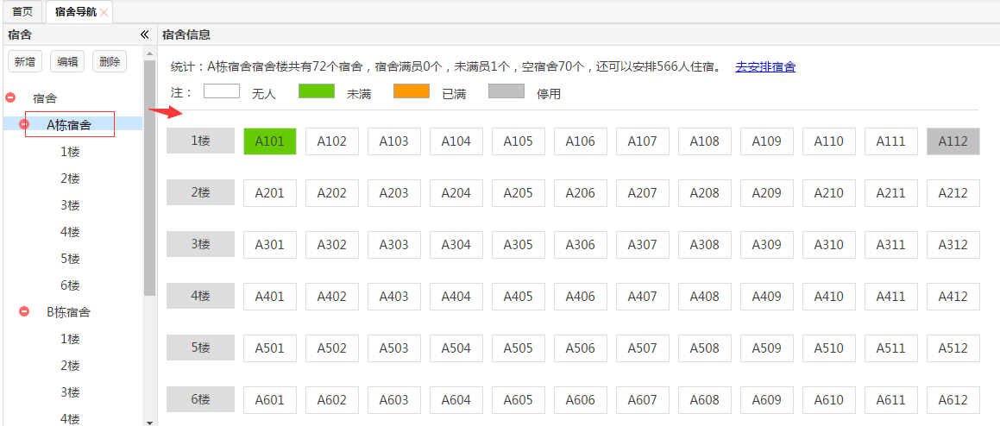 首页 宿舍导航
宿舍
新增 编辑 删除
宿舍
A栋宿舍
1楼
2楼
3楼
4楼
5楼
6楼
B栋宿舍
1楼
2楼
3楼
4楼
宿舍信息
统计：A栋宿舍宿舍楼共有72个宿舍，宿舍满员0个，未满员1个，空宿舍70个，还可以安排566人住宿。 去安排宿舍
注： 无人 未满 已满 停用
1楼 A101 A102 A103 A104 A105 A106 A107 A108 A109 A110 A111 A112
2楼 A201 A202 A203 A204 A205 A206 A207 A208 A209 A210 A211 A212
3楼 A301 A302 A303 A304 A305 A306 A307 A308 A309 A310 A311 A312
4楼 A401 A402 A403 A404 A405 A406 A407 A408 A409 A410 A411 A412
5楼 A501 A502 A503 A504 A505 A506 A507 A508 A509 A510 A511 A512
6楼 A601 A602 A603 A604 A605 A606 A607 A608 A609 A610 A611 A612